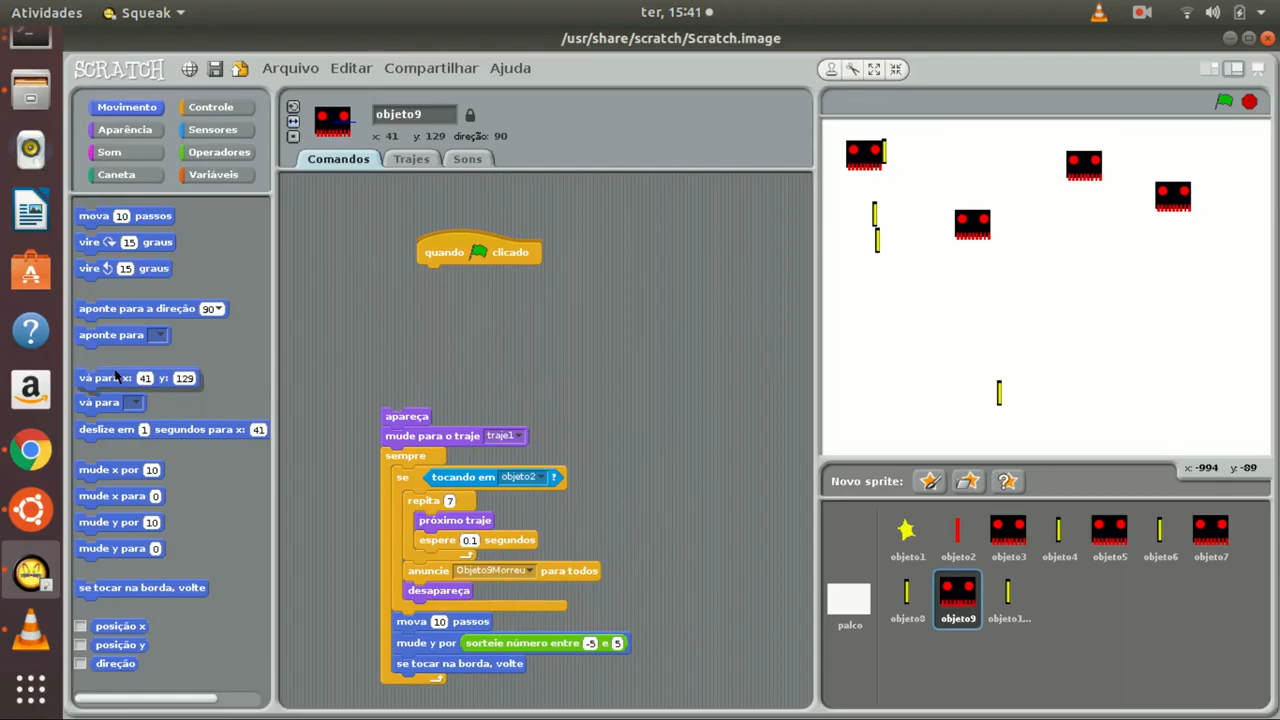 Atividades Squeak ter, 15:41
/usr/share/scratch/Scratch.image
SCRATCH Arquivo Editar Compartilhar Ajuda
Movimento Controle
Aparência Sensores
Som Operadores
Caneta Variáveis
objeto9
x: 41 y: 129 direção: 90
Comandos Trajes Sons
mova 10 passos
vire 15 graus
vire 15 graus
aponte para a direção 90
aponte para
vá para x: 41 y: 129
vá para
deslize em 1 segundos para x: 41
mude x por 10
mude x para 0
mude y por 10
mude y para 0
se tocar na borda, volte
posição x
posição y
direção
quando clicado
apareça
mude para o traje traje1
sempre
se tocando em objeto2 ?
repita 7
próximo traje
espere 0.1 segundos
anuncie Objeto9Morreu para todos
desapareça
mova 10 passos
mude y por sorteie número entre -5 e 5
se tocar na borda, volte
x: -994 y: -89
Novo sprite:
objeto1 objeto2 objeto3 objeto4 objeto5 objeto6 objeto7
palco objeto8 objeto9 objeto1...